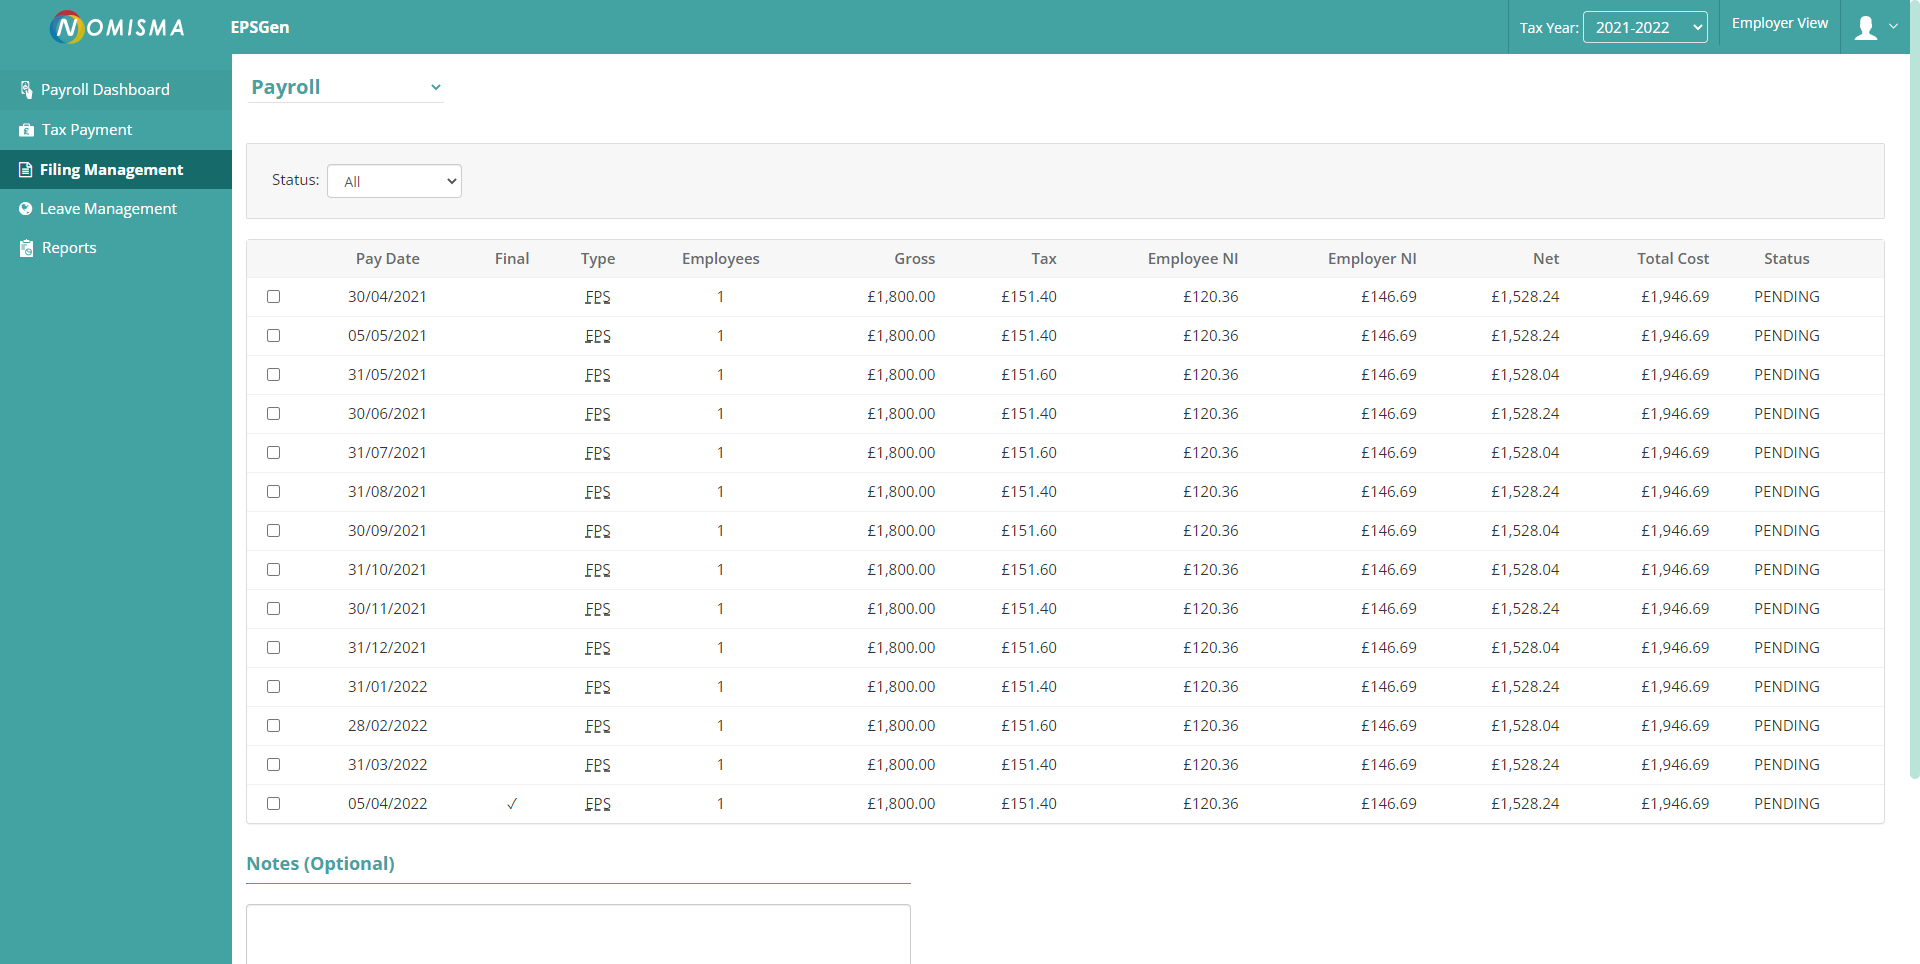 NOMISMA EPSGen Tax Year: 2021-2022 Employer View
Payroll Dashboard
Tax Payment
Filing Management
Leave Management
Reports
Payroll
Status: All
Pay Date Final Type Employees Gross Tax Employee NI Employer NI Net Total Cost Status
30/04/2021 FPS 1 £1,800.00 £151.40 £120.36 £146.69 £1,528.24 £1,946.69 PENDING
05/05/2021 EPS 1 £1,800.00 £151.40 £120.36 £146.69 £1,528.24 £1,946.69 PENDING
31/05/2021 FPS 1 £1,800.00 £151.60 £120.36 £146.69 £1,528.04 £1,946.69 PENDING
30/06/2021 FPS 1 £1,800.00 £151.40 £120.36 £146.69 £1,528.24 £1,946.69 PENDING
31/07/2021 FPS 1 £1,800.00 £151.60 £120.36 £146.69 £1,528.04 £1,946.69 PENDING
31/08/2021 FPS 1 £1,800.00 £151.40 £120.36 £146.69 £1,528.24 £1,946.69 PENDING
30/09/2021 FPS 1 £1,800.00 £151.60 £120.36 £146.69 £1,528.04 £1,946.69 PENDING
31/10/2021 FPS 1 £1,800.00 £151.60 £120.36 £146.69 £1,528.04 £1,946.69 PENDING
30/11/2021 FPS 1 £1,800.00 £151.40 £120.36 £146.69 £1,528.24 £1,946.69 PENDING
31/12/2021 FPS 1 £1,800.00 £151.60 £120.36 £146.69 £1,528.04 £1,946.69 PENDING
31/01/2022 FPS 1 £1,800.00 £151.40 £120.36 £146.69 £1,528.24 £1,946.69 PENDING
28/02/2022 FPS 1 £1,800.00 £151.60 £120.36 £146.69 £1,528.04 £1,946.69 PENDING
31/03/2022 FPS 1 £1,800.00 £151.40 £120.36 £146.69 £1,528.24 £1,946.69 PENDING
05/04/2022 ✓ EPS 1 £1,800.00 £151.40 £120.36 £146.69 £1,528.24 £1,946.69 PENDING
Notes (Optional)